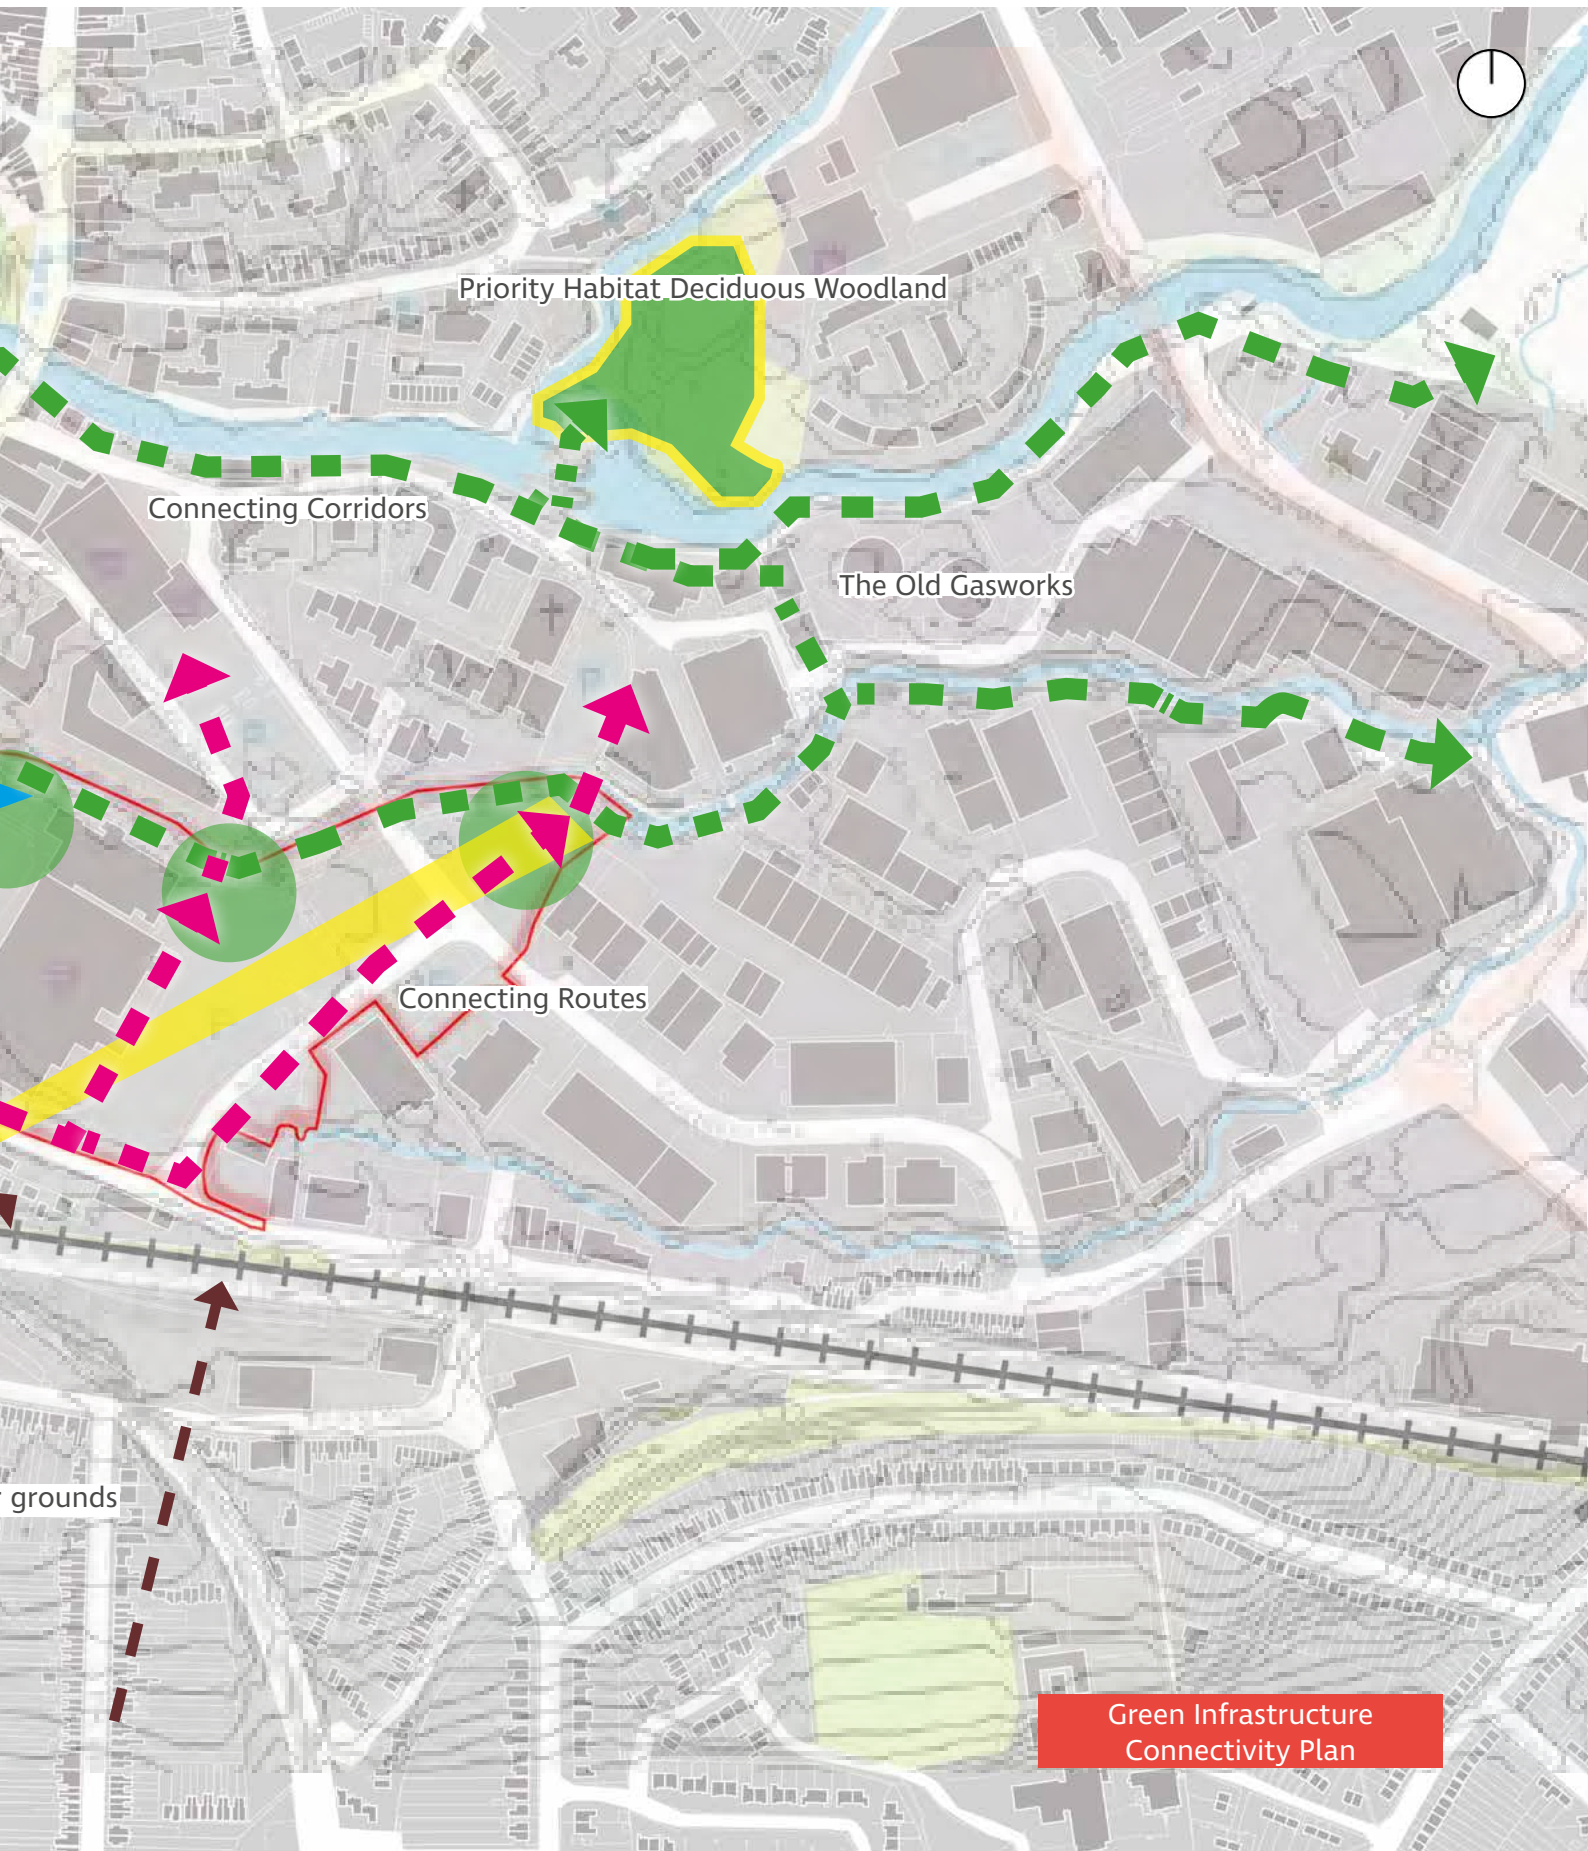 Priority Habitat Deciduous Woodland
Connecting Corridors
The Old Gasworks
Connecting Routes
grounds
Green Infrastructure
Connectivity Plan